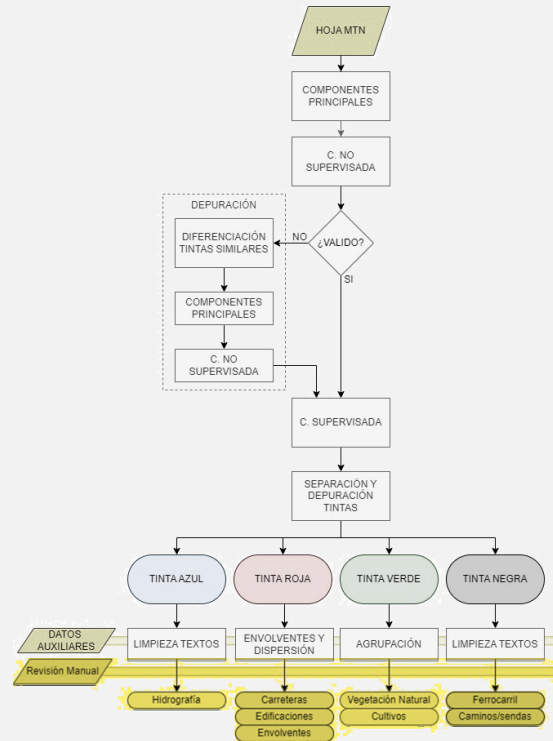 HOJA MTN
COMPONENTES
PRINCIPALES
C. NO
SUPERVISADA
DEPURACIÓN
DIFERENCIACIÓN
TINTAS SIMILARES
NO
¿VALIDO?
SI
COMPONENTES
PRINCIPALES
C. NO
SUPERVISADA
C. SUPERVISADA
SEPARACIÓN Y
DEPURACIÓN
TINTAS
TINTA AZUL
TINTA ROJA
TINTA VERDE
TINTA NEGRA
DATOS
AUXILIARES
LIMPIEZA TEXTOS
ENVOLVENTES Y
DISPERSIÓN
AGRUPACIÓN
LIMPIEZA TEXTOS
Revisión Manual
Hidrografía
Carreteras
Edificaciones
Envolventes
Vegetación Natural
Cultivos
Ferrocarril
Caminos/sendas